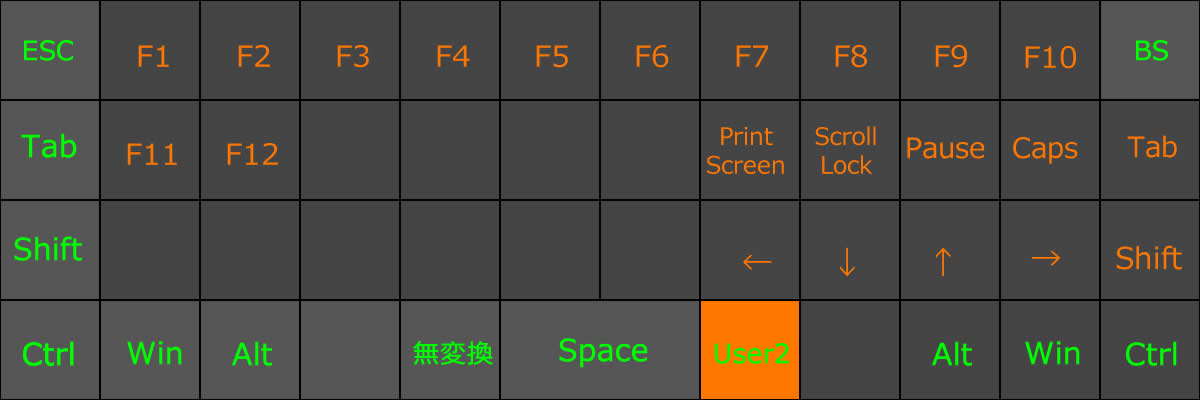 ESC F1 F2 F3 F4 F5 F6 F7 F8 F9 F10 BS
Tab F11 F12 Print Screen Scroll Lock Pause Caps Tab
Shift ← ↓ ↑ → Shift
Ctrl Win Alt 無変換 Space User2 Alt Win Ctrl